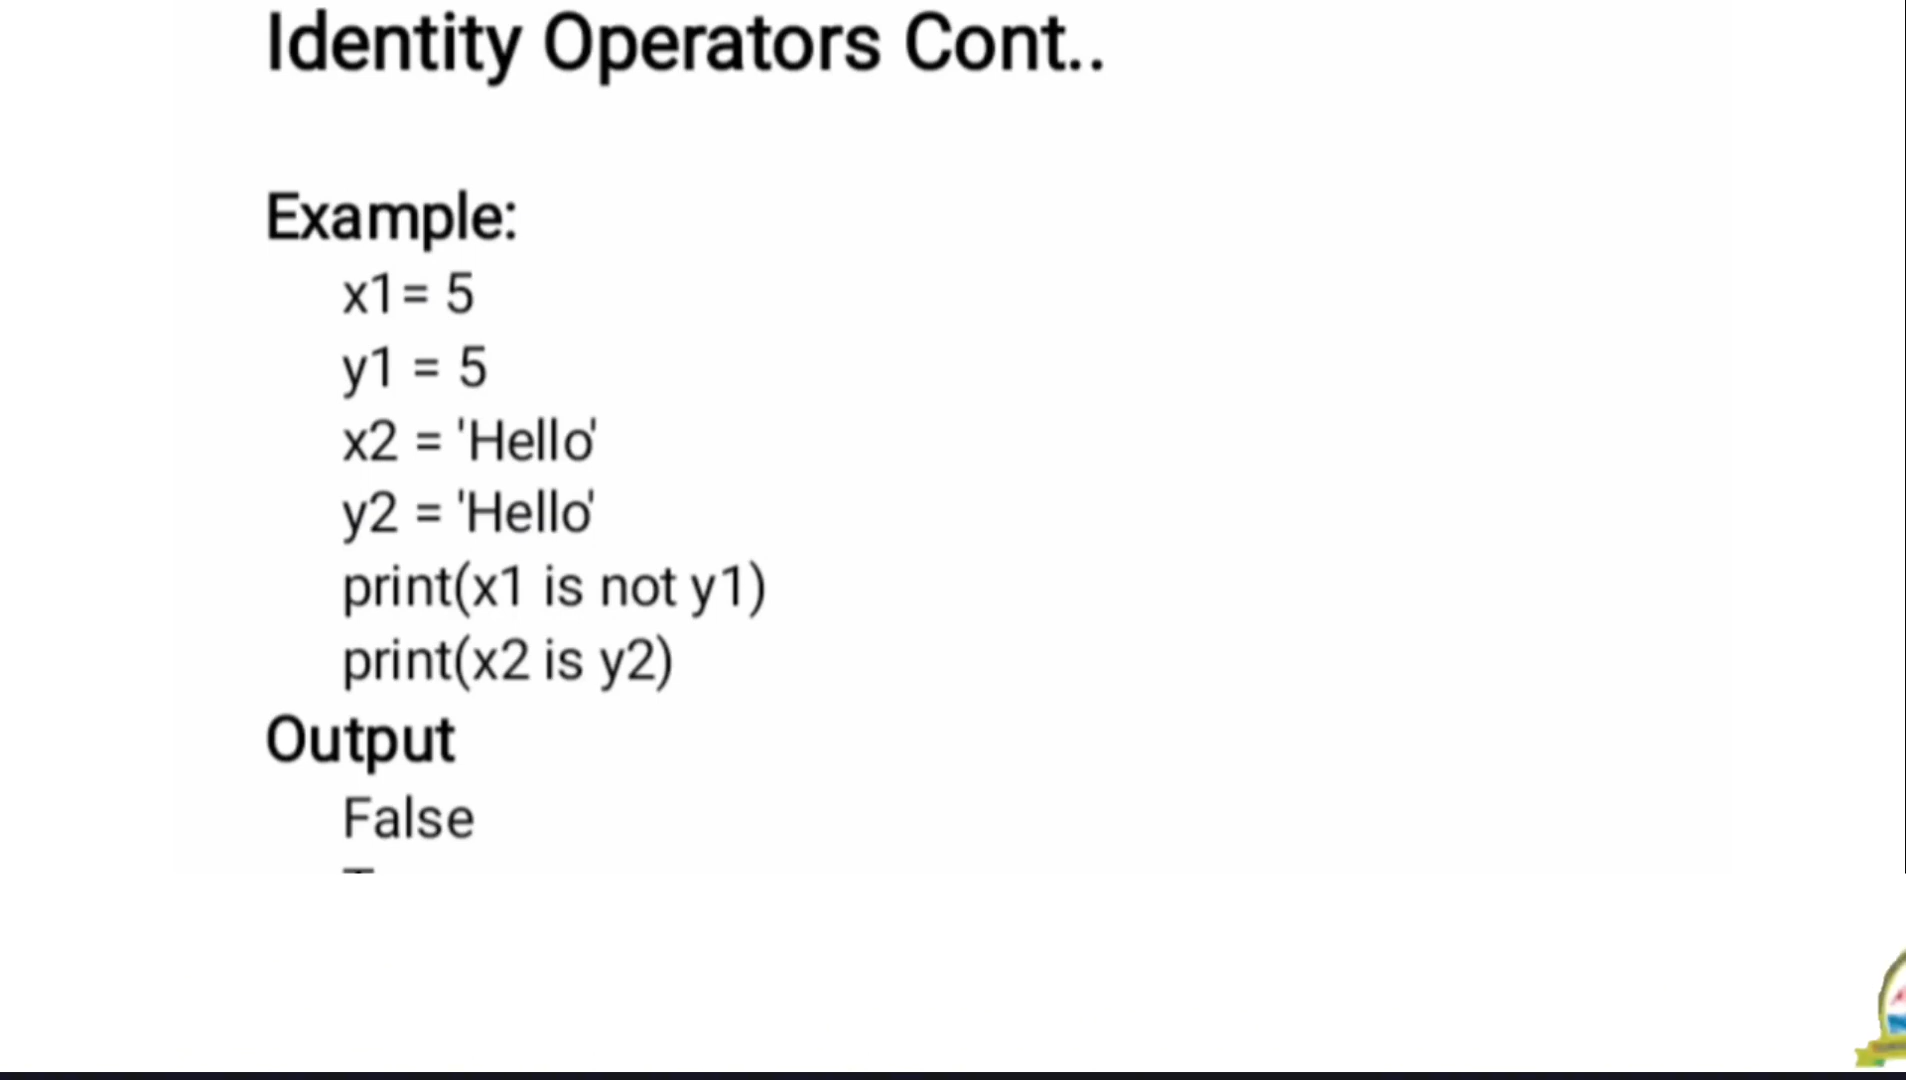 Identity Operators Cont..
Example:
x1= 5
y1 = 5
x2 = 'Hello'
y2 = 'Hello'
print(x1 is not y1)
print(x2 is y2)
Output
False